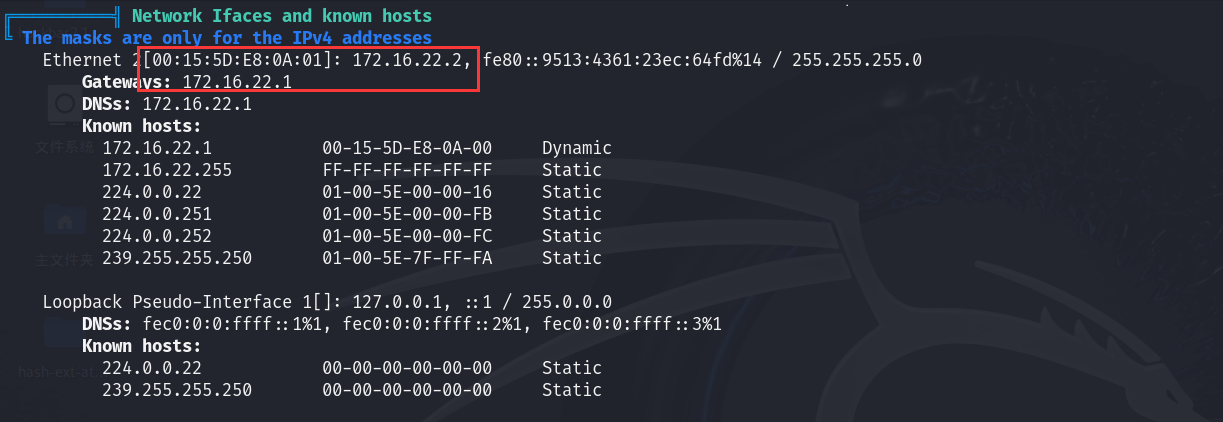 Network Ifaces and known hosts
The masks are only for the IPv4 addresses
Ethernet 2[00:15:5D:E8:0A:01]: 172.16.22.2, fe80::9513:4361:23ec:64fd%14 / 255.255.255.0
Gateways: 172.16.22.1
DNSs: 172.16.22.1
Known hosts:
172.16.22.1 00-15-5D-E8-0A-00 Dynamic
172.16.22.255 FF-FF-FF-FF-FF-FF Static
224.0.0.22 01-00-5E-00-00-16 Static
224.0.0.251 01-00-5E-00-00-FB Static
224.0.0.252 01-00-5E-00-00-FC Static
239.255.255.250 01-00-5E-7F-FF-FA Static
Loopback Pseudo-Interface 1[]: 127.0.0.1, ::1 / 255.0.0.0
DNSs: fec0:0:0:ffff::1%1, fec0:0:0:ffff::2%1, fec0:0:0:ffff::3%1
Known hosts:
224.0.0.22 00-00-00-00-00-00 Static
239.255.255.250 00-00-00-00-00-00 Static
文件系统
主文件夹